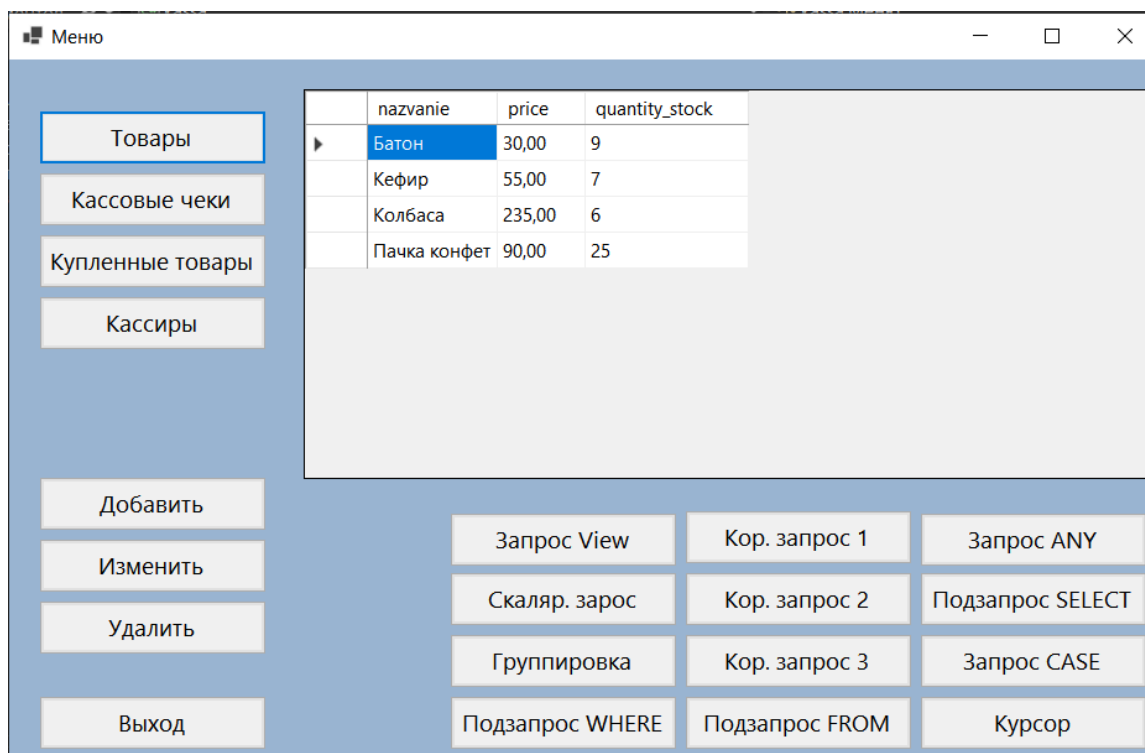 Меню
Товары
Кассовые чеки
Купленные товары
Кассиры
nazvanie price quantity_stock
Батон 30,00 9
Кефир 55,00 7
Колбаса 235,00 6
Пачка конфет 90,00 25
Добавить
Изменить
Удалить
Выход
Запрос View Кор. запрос 1 Запрос ANY
Скаляр. зарос Кор. запрос 2 Подзапрос SELECT
Группировка Кор. запрос 3 Запрос CASE
Подзапрос WHERE Подзапрос FROM Курсор